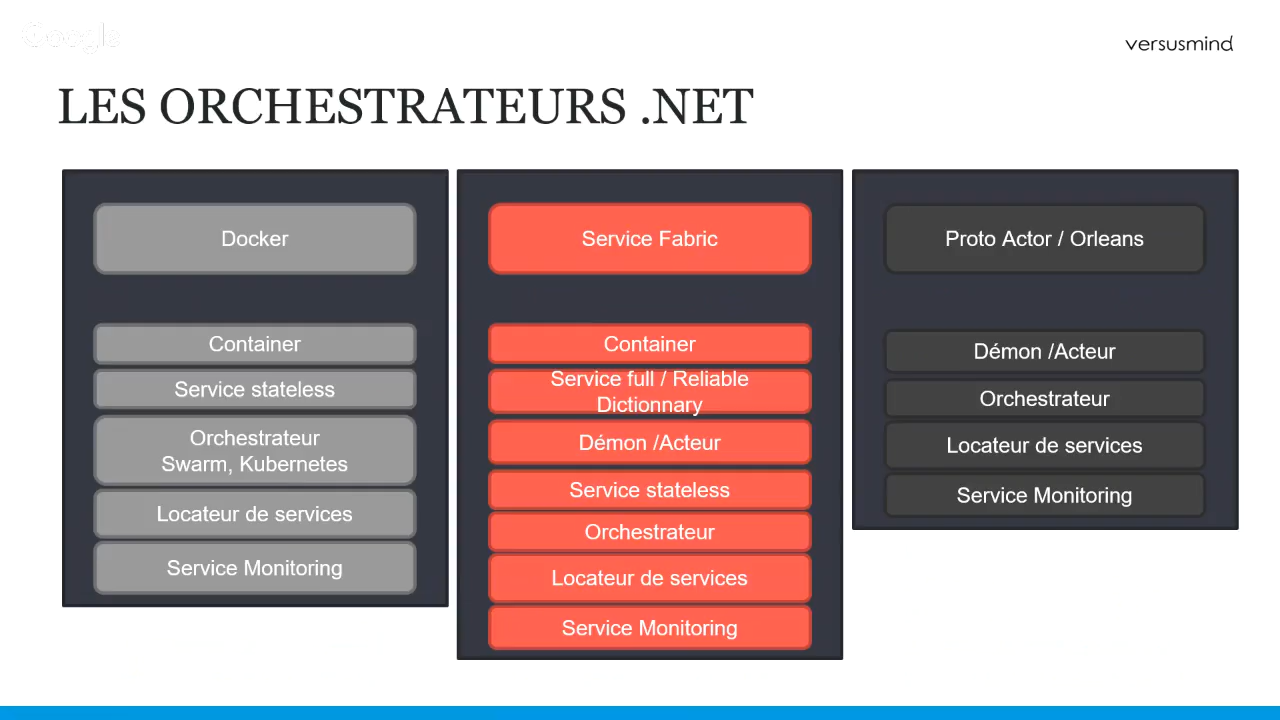 Google
versusmind
LES ORCHESTRATEURS .NET
Docker
Container
Service stateless
Orchestrateur
Swarm, Kubernetes
Locateur de services
Service Monitoring
Service Fabric
Container
Service full / Reliable
Dictionnary
Démon /Acteur
Service stateless
Orchestrateur
Locateur de services
Service Monitoring
Proto Actor / Orleans
Démon /Acteur
Orchestrateur
Locateur de services
Service Monitoring